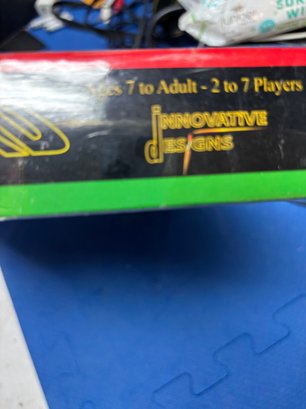 Ages 7 to Adult - 2 to 7 Players
INNOVATIVE
DESIGNS